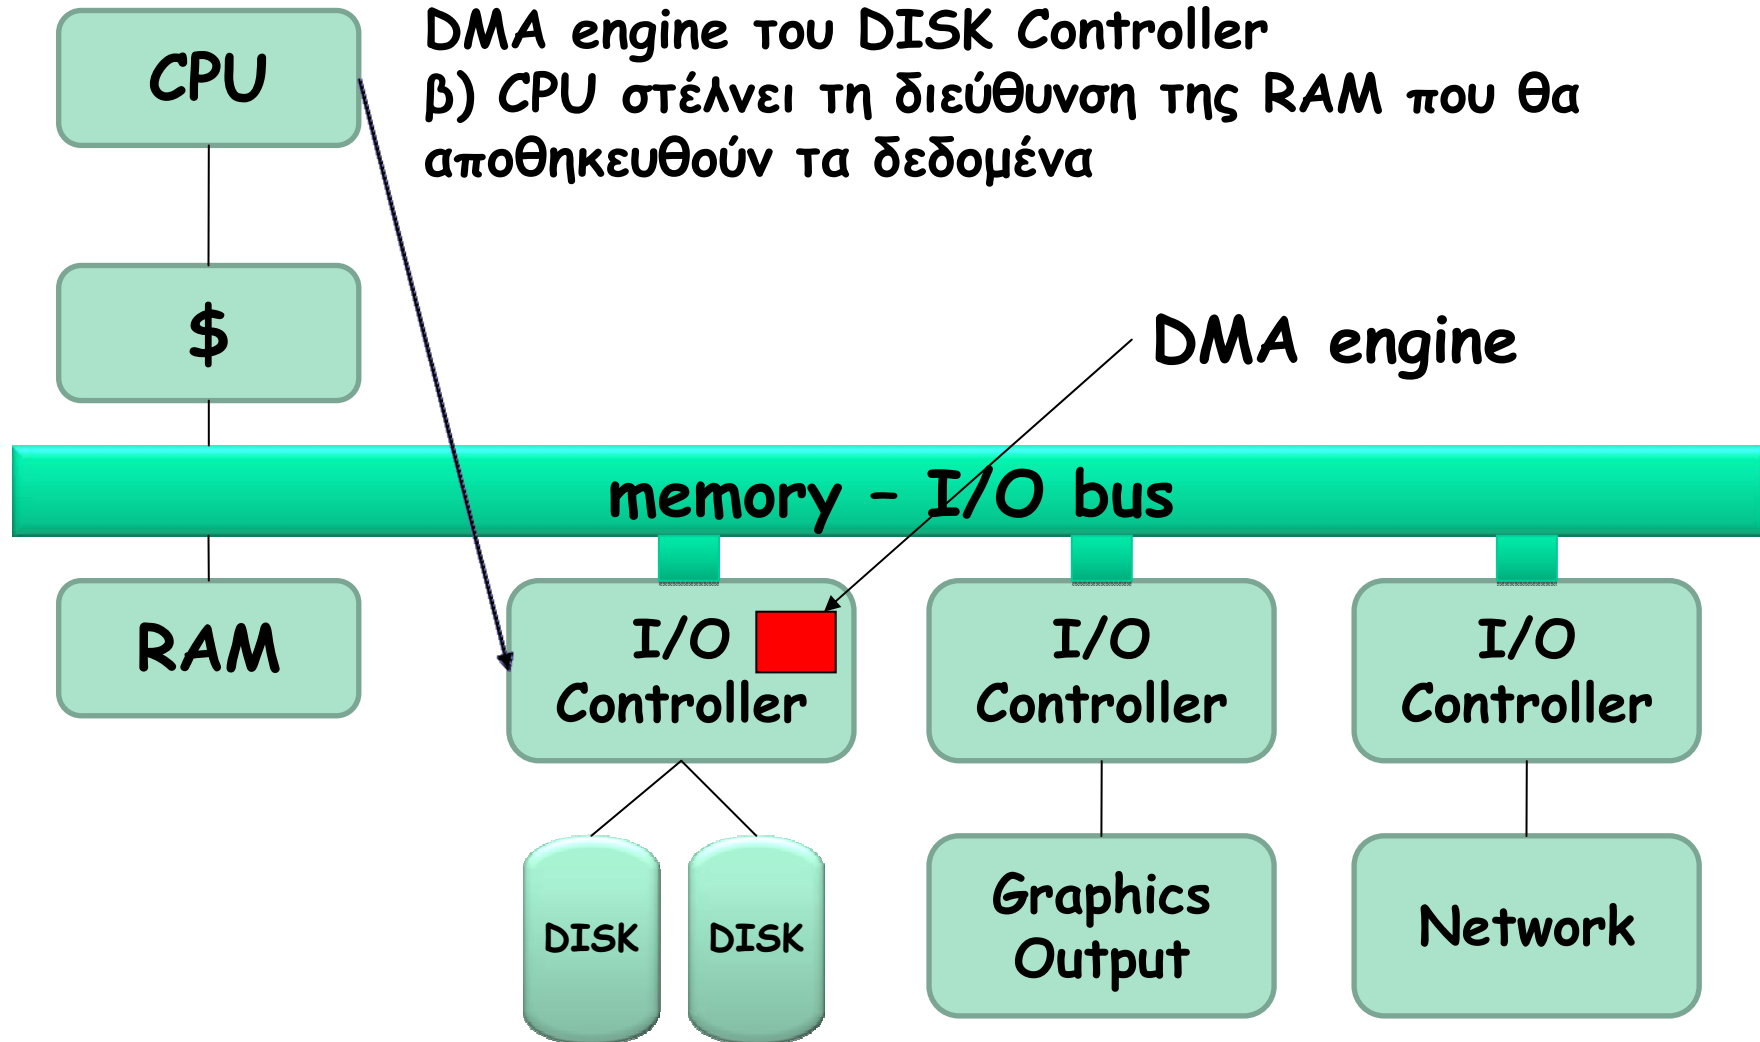 DMA engine του DISK Controller
β) CPU στέλνει τη διεύθυνση της RAM που θα
αποθηκευθούν τα δεδομένα
CPU
$
DMA engine
memory – I/O bus
RAM
I/O
Controller
I/O
Controller
I/O
Controller
DISK
DISK
Graphics
Output
Network